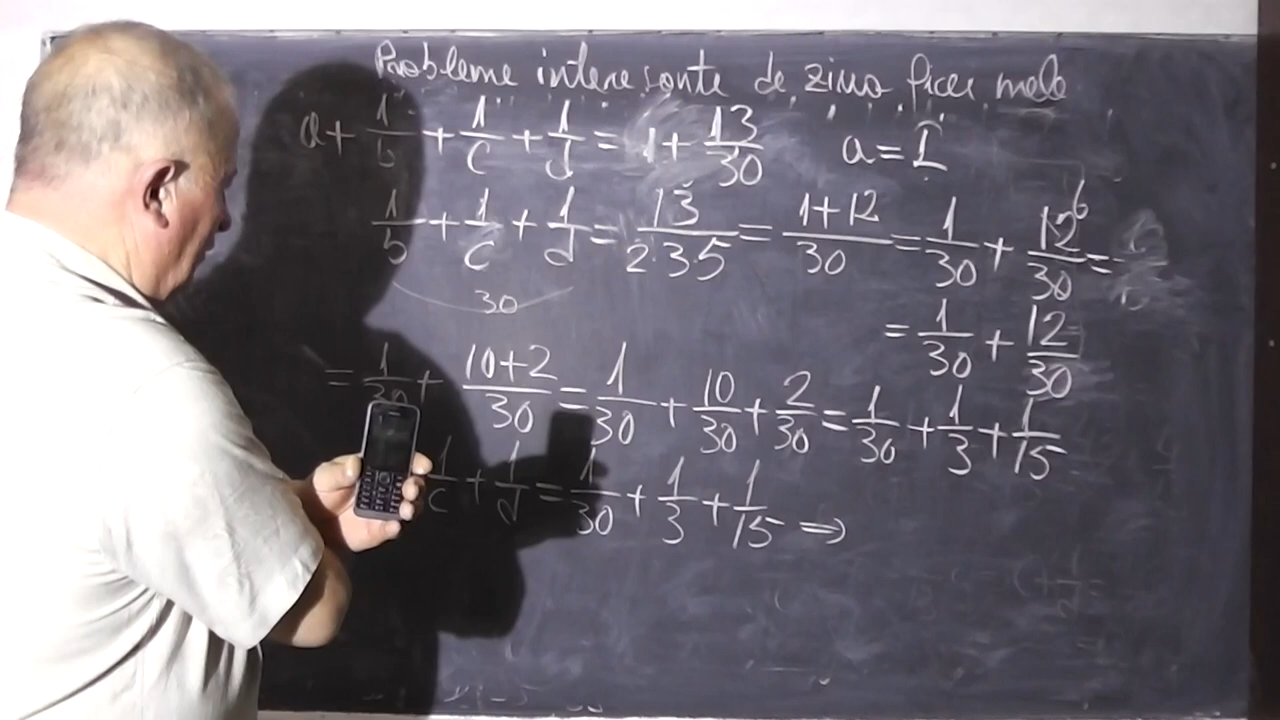 Probleme interesante de ziua ficei mele
a + 1/b + 1/c + 1/d = 1 + 13/30 a = 1
1/b + 1/c + 1/d = 13/2·3·5 = 1+12/30 = 1/30 + 12/30 6 =
30
= 1/30 + 12/30
= 1/30 + 10+2/30 = 1/30 + 10/30 + 2/30 = 1/30 + 1/3 + 1/15
1/c + 1/d = 1/30 + 1/3 + 1/15 ⇒